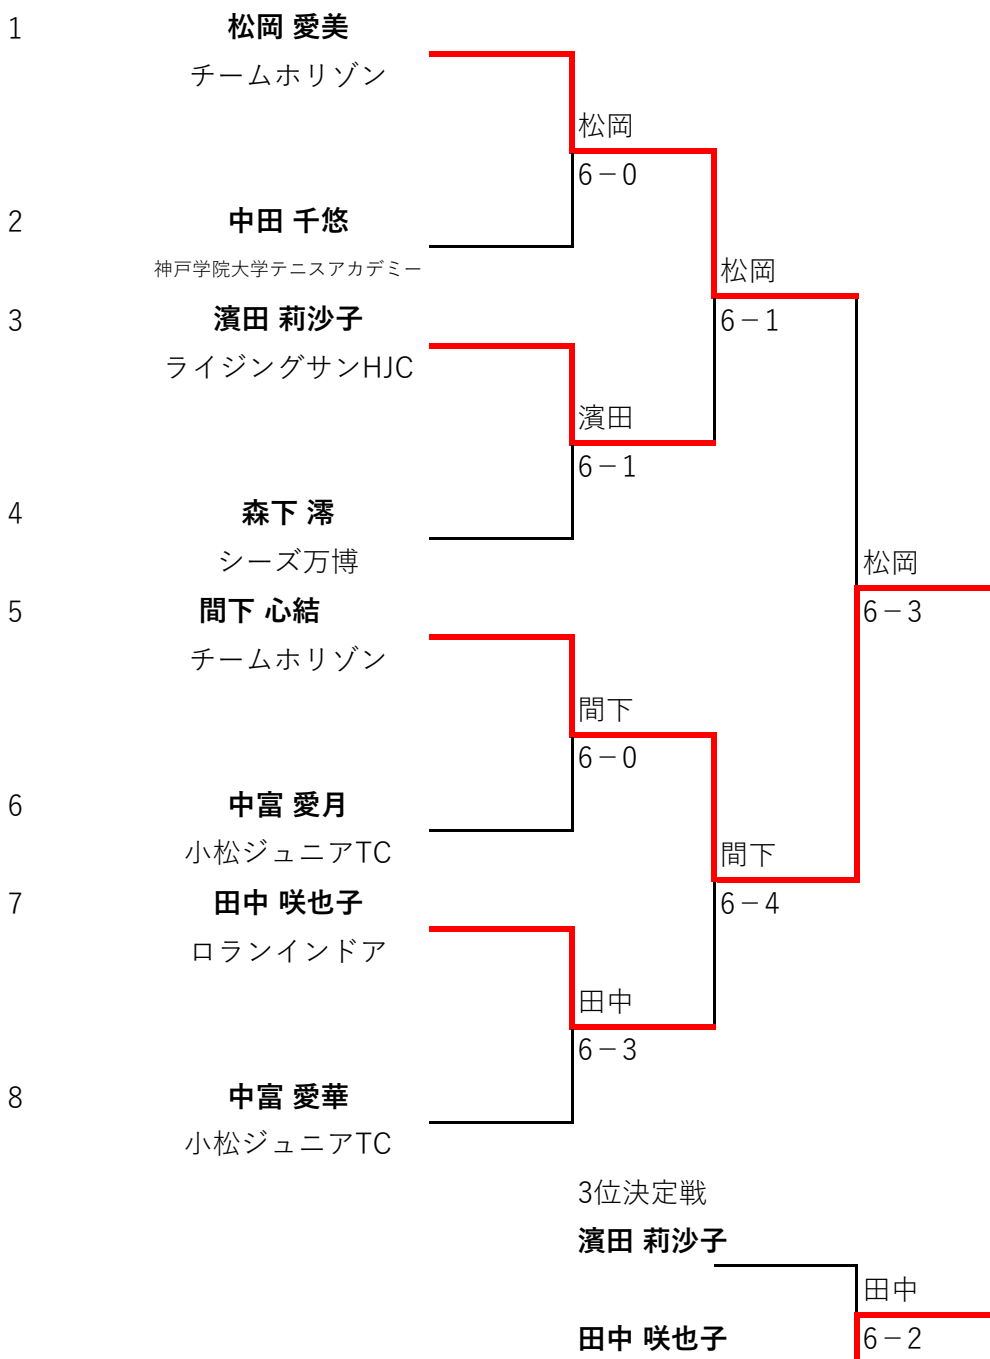 1
松岡 愛美
チームホリゾン
松岡
6－0
2
中田 千悠
神戸学院大学テニスアカデミー
松岡
6－1
3
濱田 莉沙子
ライジングサンHJC
濱田
6－1
4
森下 澪
シーズ万博
松岡
6－3
5
間下 心結
チームホリゾン
間下
6－0
6
中富 愛月
小松ジュニアTC
間下
6－4
7
田中 咲也子
ロランインドア
田中
6－3
8
中富 愛華
小松ジュニアTC
3位決定戦
濱田 莉沙子
田中
6－2
田中 咲也子